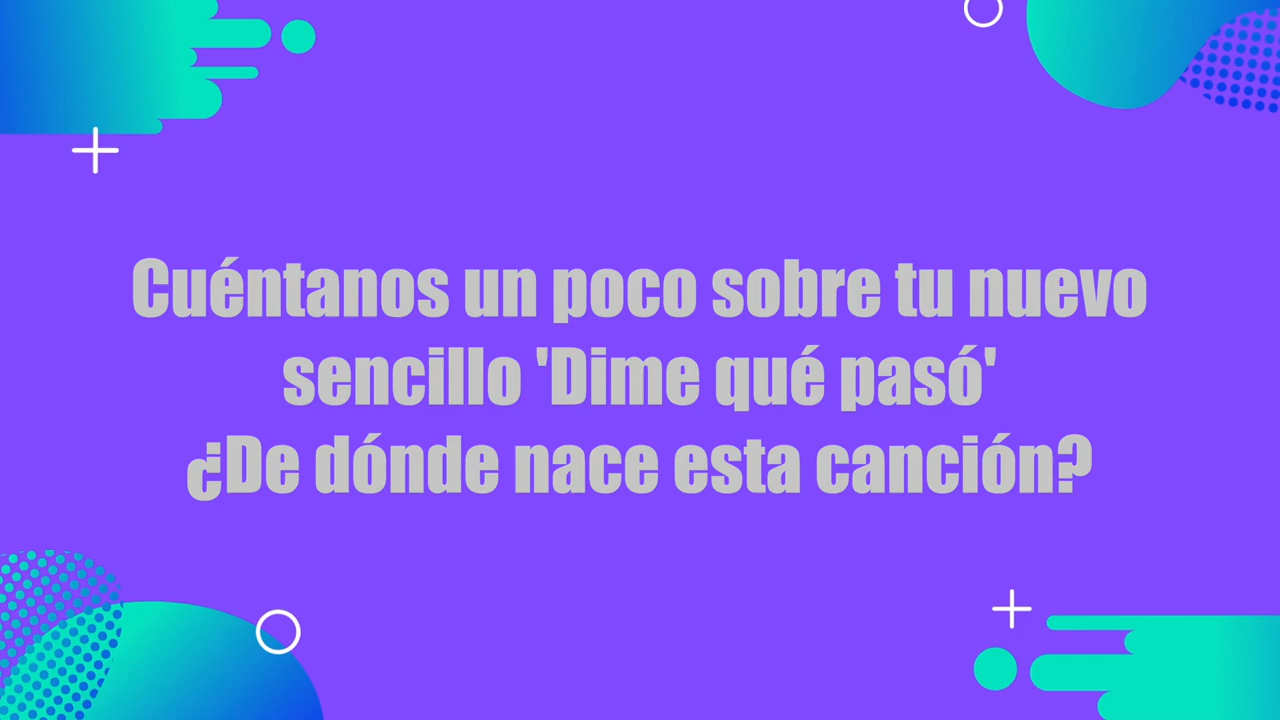 Cuéntanos un poco sobre tu nuevo
sencillo 'Dime qué pasó'
¿De dónde nace esta canción?